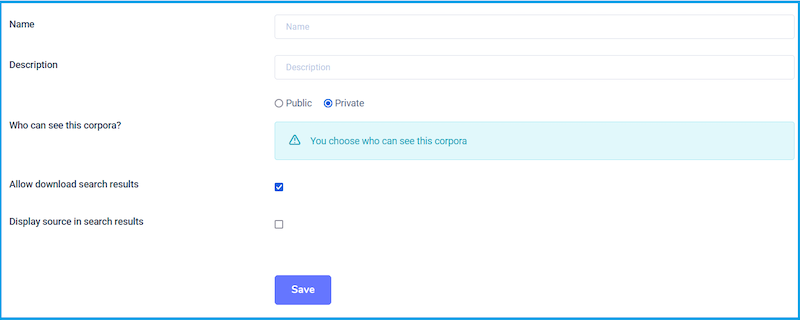 Name
Name
Description
Description
Public Private
Who can see this corpora?
You choose who can see this corpora
Allow download search results
Display source in search results
Save